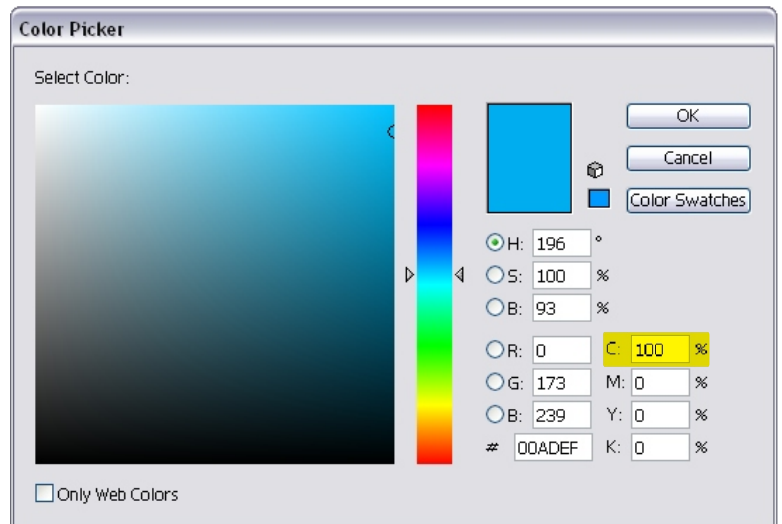 Color Picker
Select Color:
OK
Cancel
Color Swatches
H: 196 °
S: 100 %
B: 93 %
R: 0 C: 100 %
G: 173 M: 0 %
B: 239 Y: 0 %
# 00ADEF K: 0 %
Only Web Colors